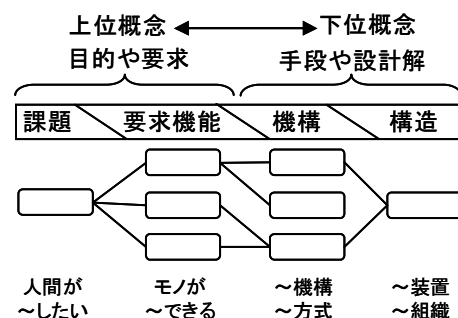 上位概念 下位概念
目的や要求 手段や設計解
課題 要求機能 機構 構造
人間が モノが ～機構 ～装置
～したい ～できる ～方式 ～組織